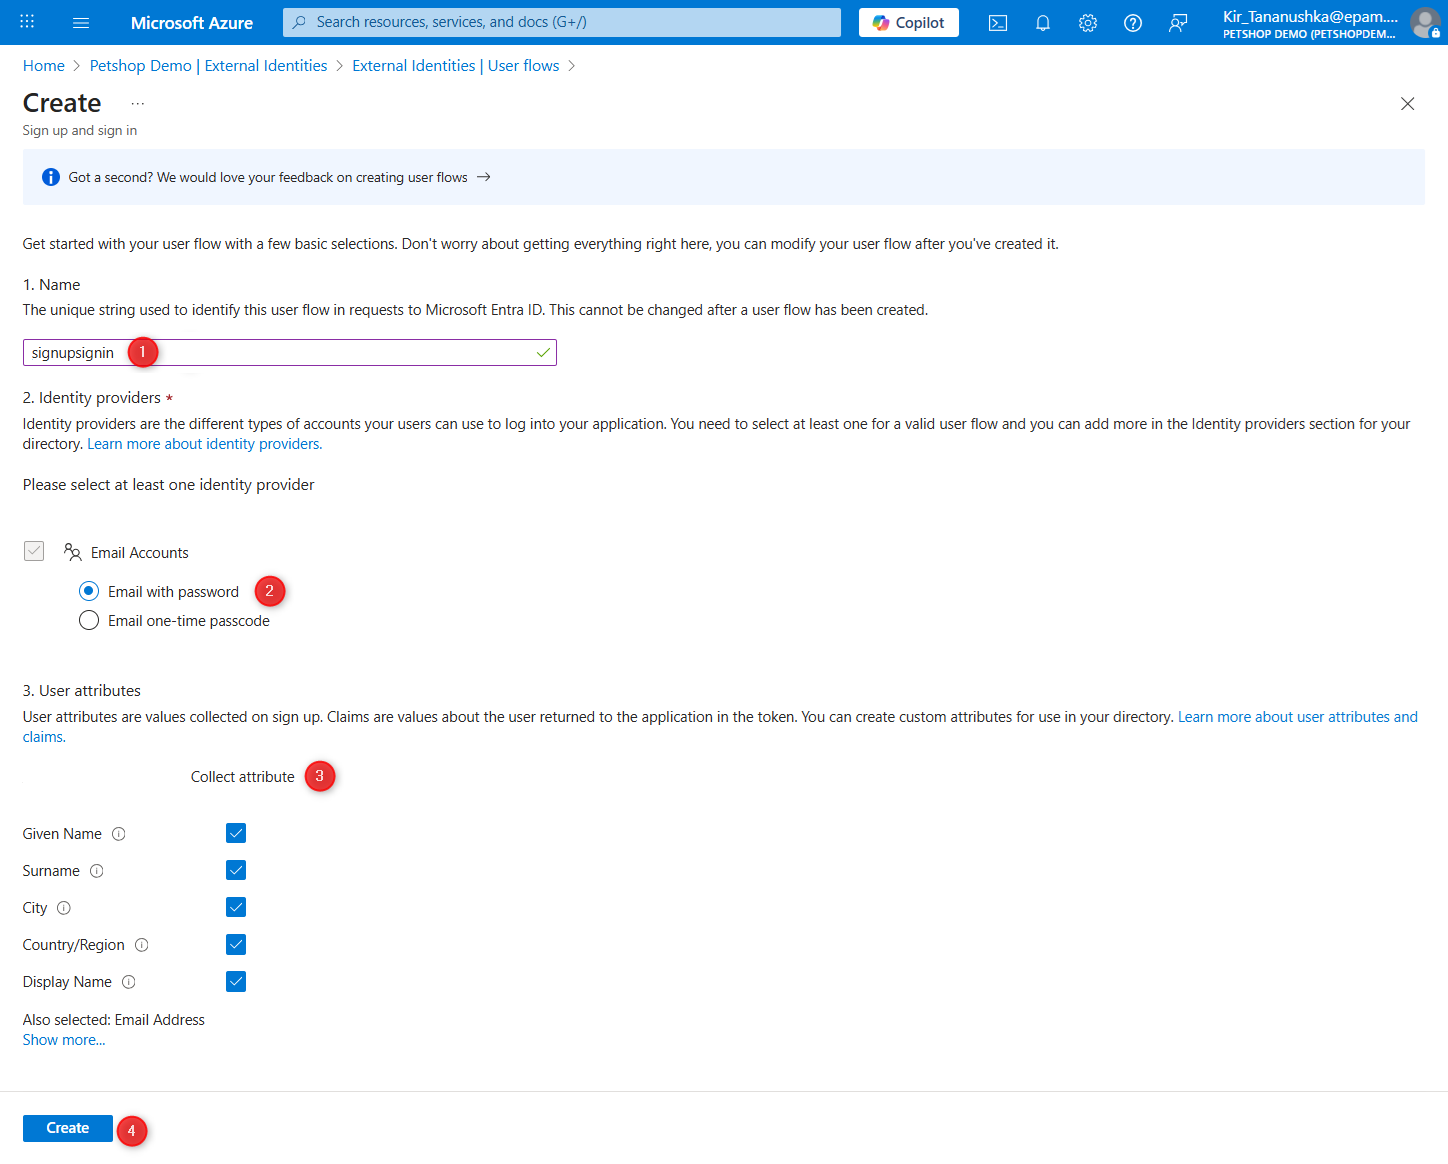 Microsoft Azure
Search resources, services, and docs (G+/)
Copilot
Kir_Tananushka@epam....
PETSHOP DEMO (PETSHOPDEM...
Home > Petshop Demo | External Identities > External Identities | User flows >
Create ...
Sign up and sign in
Got a second? We would love your feedback on creating user flows →
Get started with your user flow with a few basic selections. Don't worry about getting everything right here, you can modify your user flow after you've created it.
1. Name
The unique string used to identify this user flow in requests to Microsoft Entra ID. This cannot be changed after a user flow has been created.
signupsignin 1
2. Identity providers *
Identity providers are the different types of accounts your users can use to log into your application. You need to select at least one for a valid user flow and you can add more in the Identity providers section for your
directory. Learn more about identity providers.
Please select at least one identity provider
Email Accounts
Email with password 2
Email one-time passcode
3. User attributes
User attributes are values collected on sign up. Claims are values about the user returned to the application in the token. You can create custom attributes for use in your directory. Learn more about user attributes and
claims.
Collect attribute 3
Given Name
Surname
City
Country/Region
Display Name
Also selected: Email Address
Show more...
Create 4